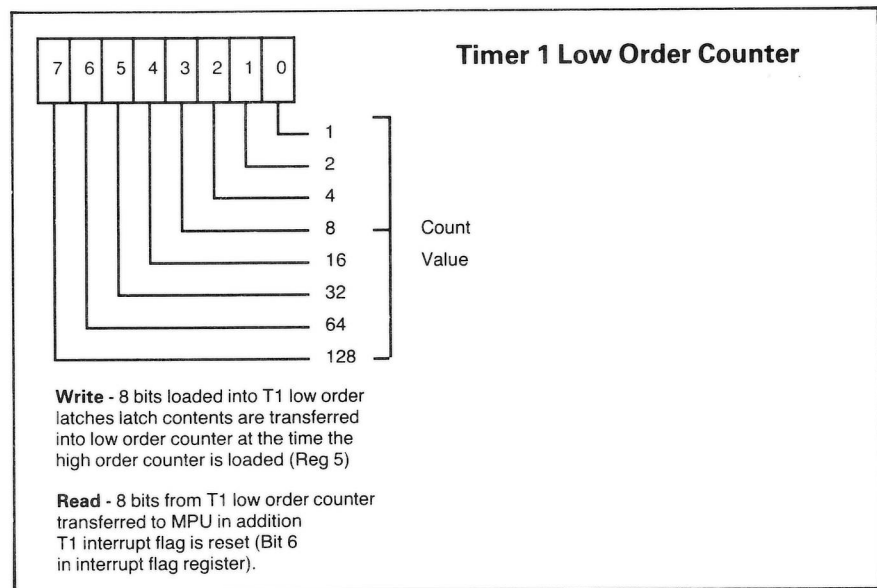 Timer 1 Low Order Counter
7 6 5 4 3 2 1 0
1
2
4
8
16
32
64
128
Count
Value
Write - 8 bits loaded into T1 low order
latches latch contents are transferred
into low order counter at the time the
high order counter is loaded (Reg 5)
Read - 8 bits from T1 low order counter
transferred to MPU in addition
T1 interrupt flag is reset (Bit 6
in interrupt flag register).